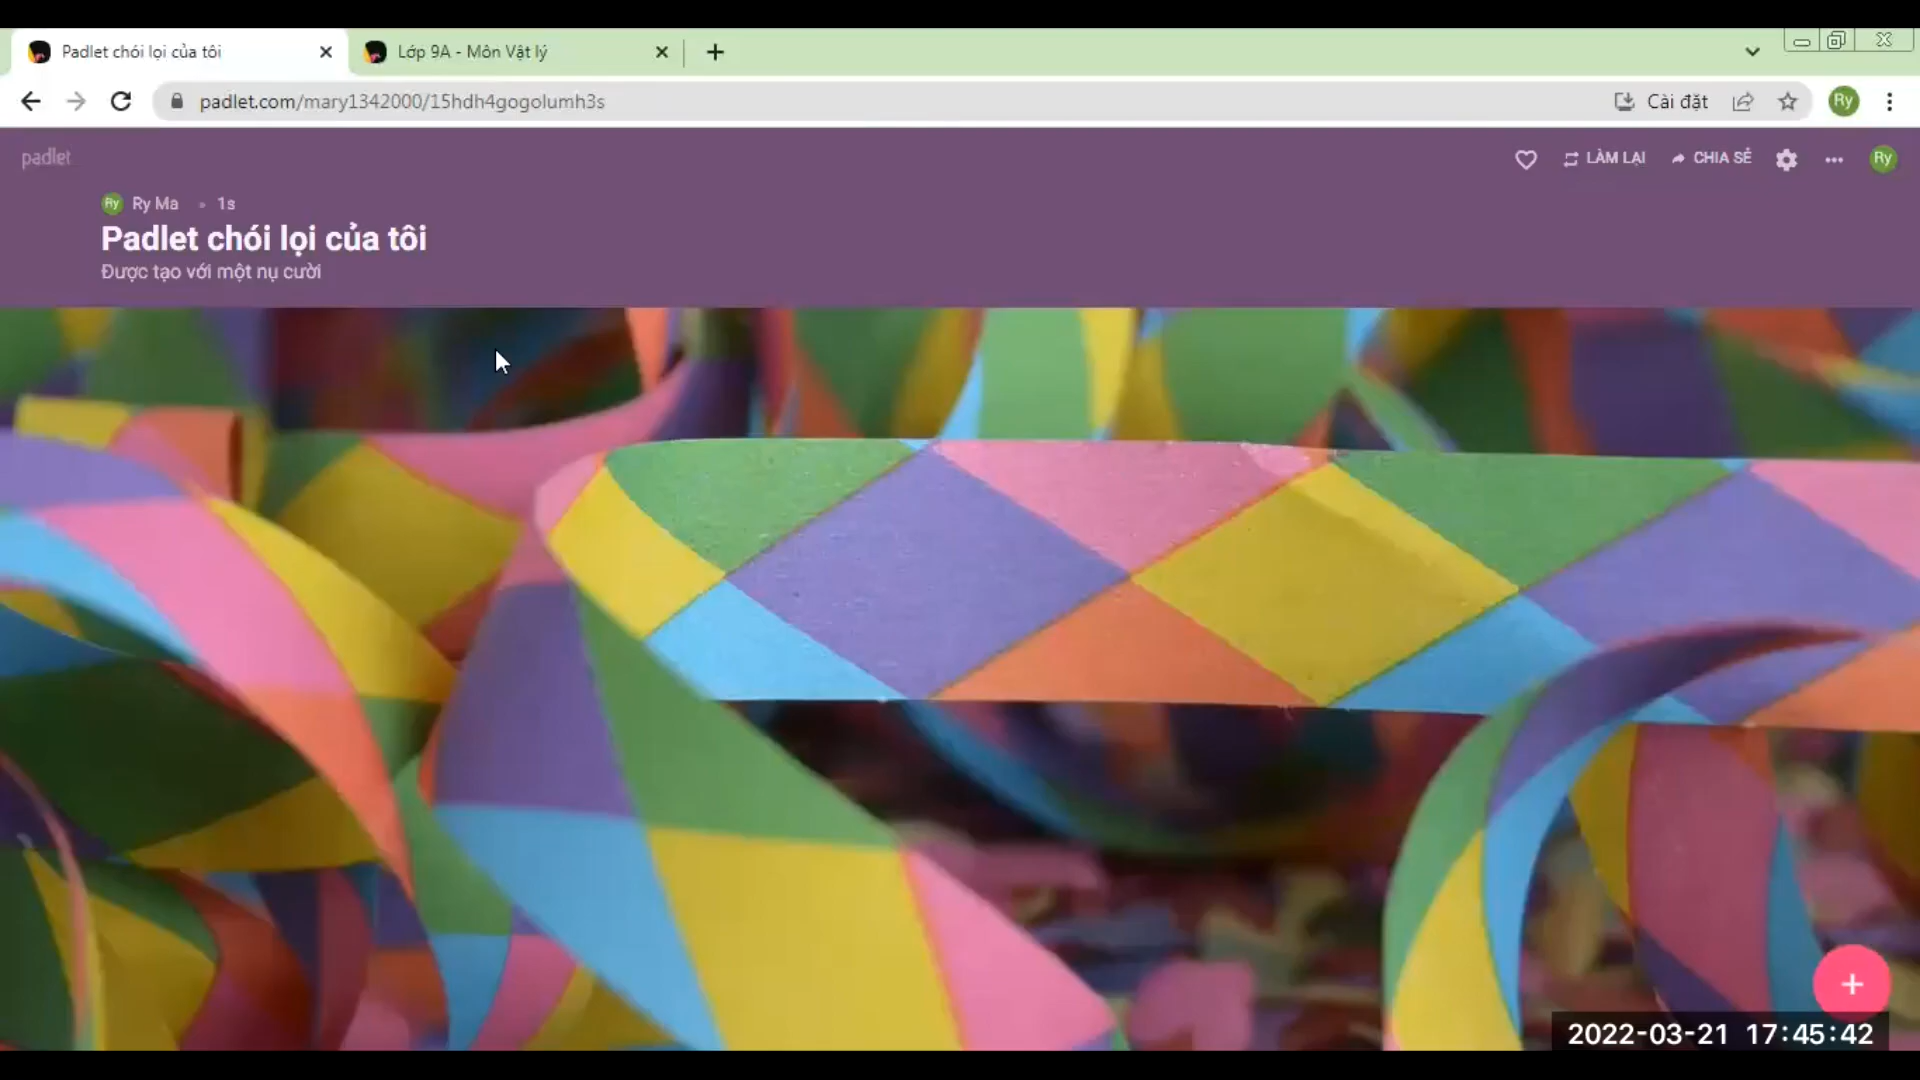 Padlet chói lọi của tôi
Lớp 9A - Môn Vật lý
padlet.com/mary1342000/15hdh4gogolumh3s
Cài đặt
Ry
padlet
LÀM LẠI
CHIA SẺ
Ry
Ry Ry Ma • 1s
Padlet chói lọi của tôi
Được tạo với một nụ cười
2022-03-21 17:45:42